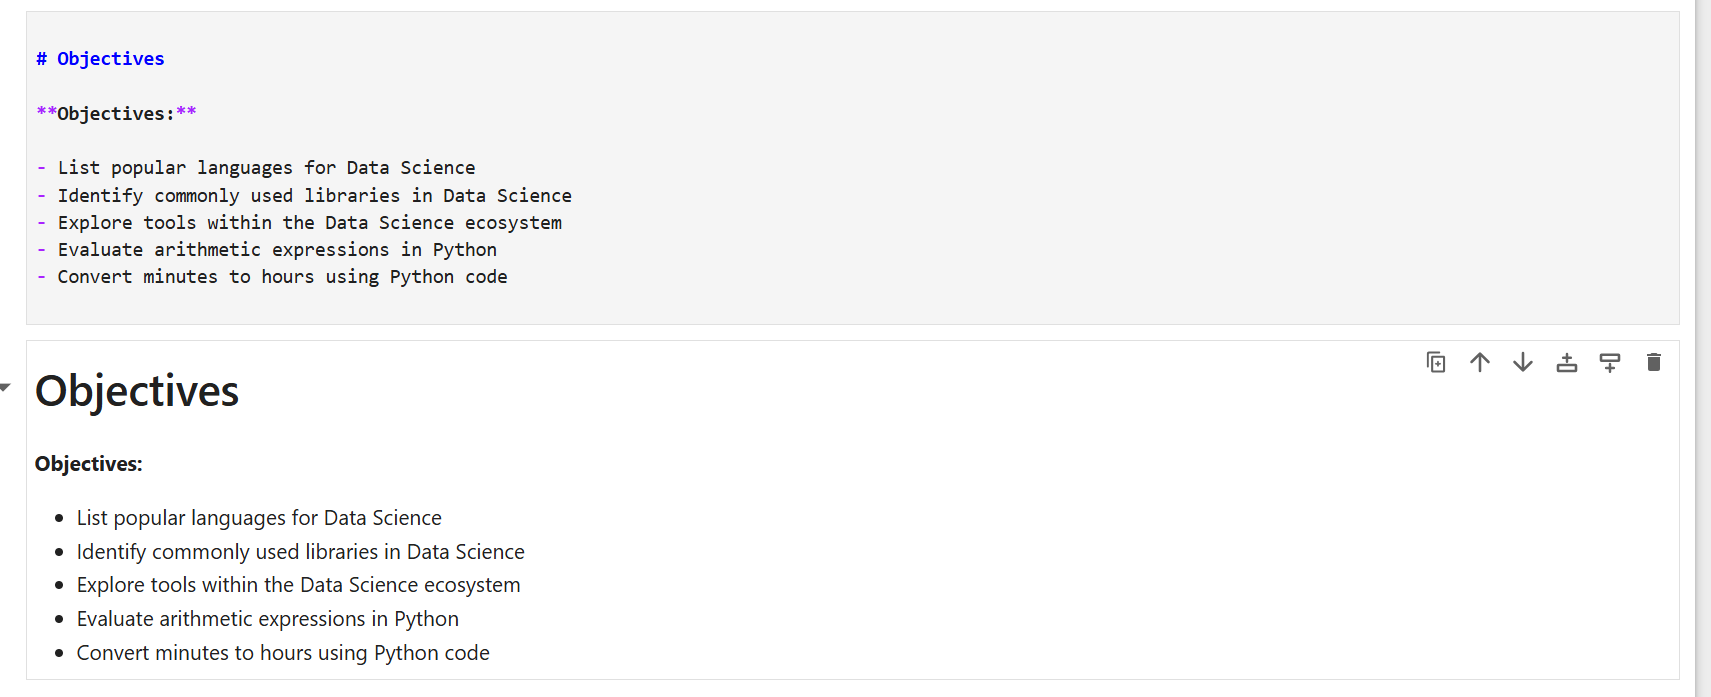 # Objectives
**Objectives:**
- List popular languages for Data Science
- Identify commonly used libraries in Data Science
- Explore tools within the Data Science ecosystem
- Evaluate arithmetic expressions in Python
- Convert minutes to hours using Python code
Objectives
Objectives:
• List popular languages for Data Science
• Identify commonly used libraries in Data Science
• Explore tools within the Data Science ecosystem
• Evaluate arithmetic expressions in Python
• Convert minutes to hours using Python code